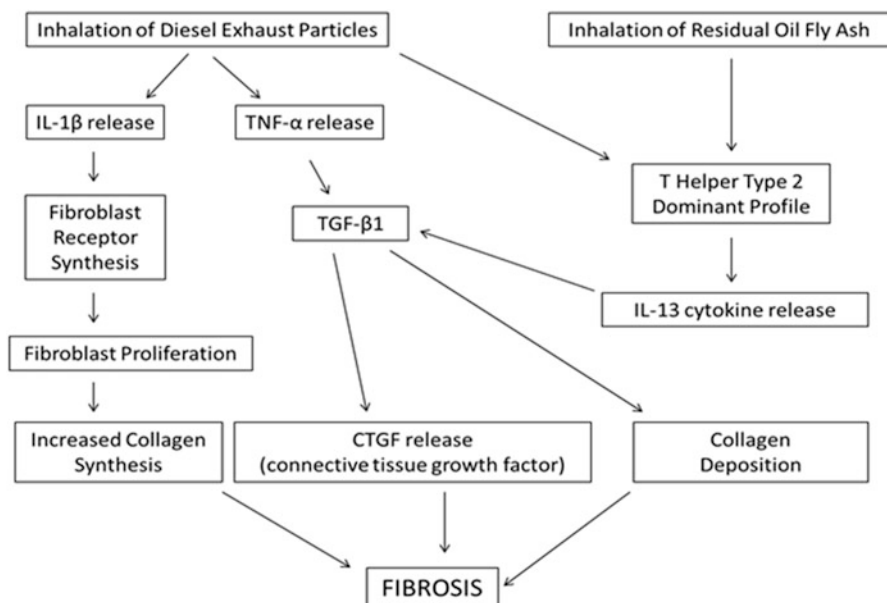 Inhalation of Diesel Exhaust Particles
Inhalation of Residual Oil Fly Ash
IL-1β release
TNF-α release
T Helper Type 2
Dominant Profile
Fibroblast
Receptor
Synthesis
TGF-β1
IL-13 cytokine release
Fibroblast Proliferation
Increased Collagen
Synthesis
CTGF release
(connective tissue growth factor)
Collagen
Deposition
FIBROSIS